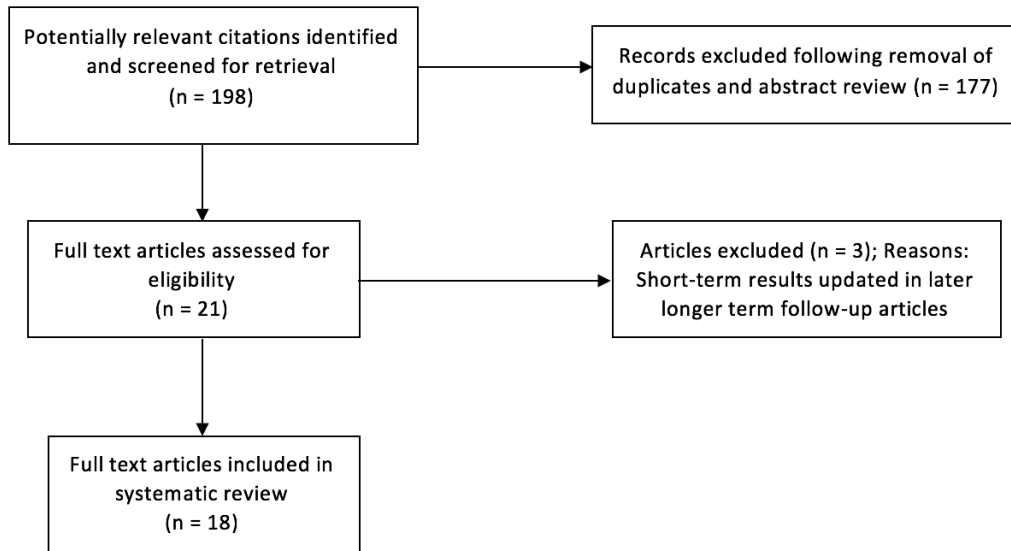 Potentially relevant citations identified
and screened for retrieval
(n = 198)
Records excluded following removal of
duplicates and abstract review (n = 177)
Full text articles assessed for
eligibility
(n = 21)
Articles excluded (n = 3); Reasons:
Short-term results updated in later
longer term follow-up articles
Full text articles included in
systematic review
(n = 18)